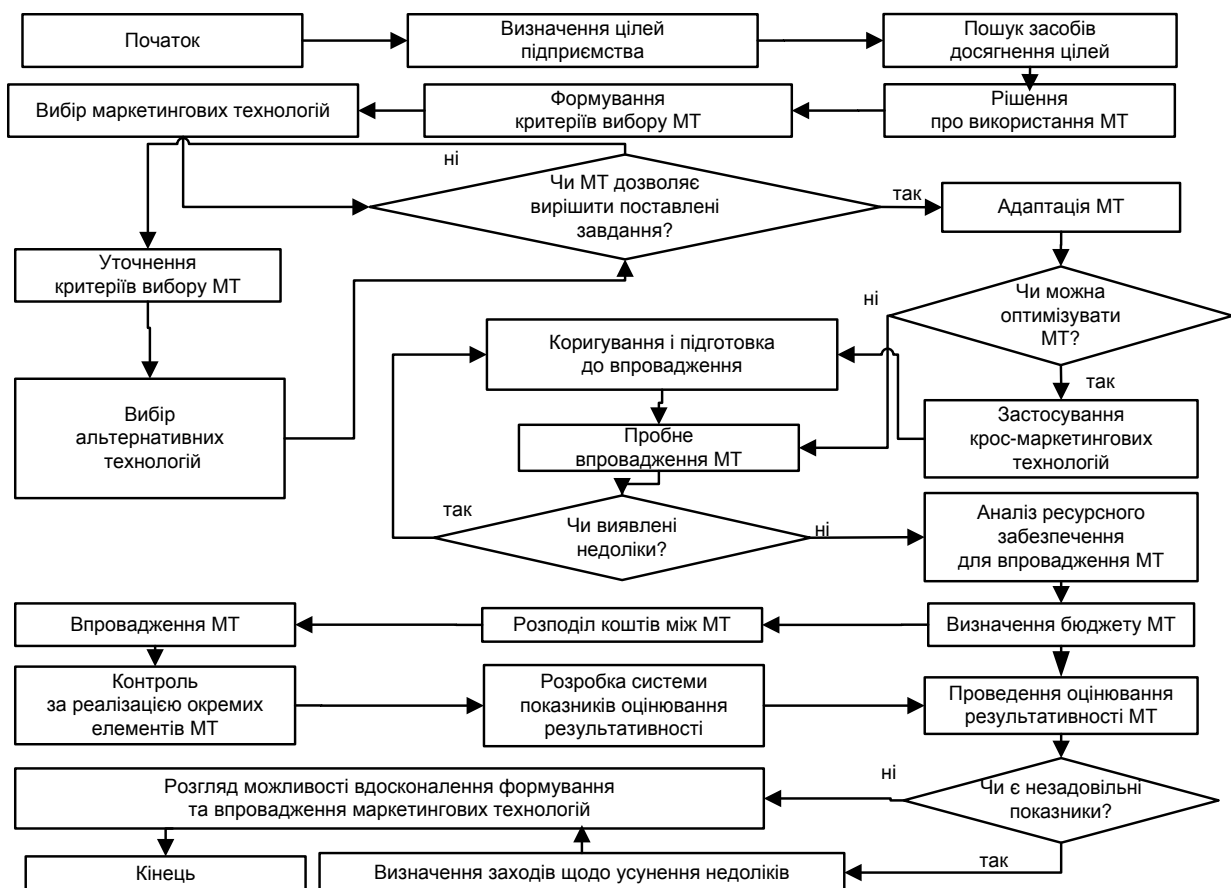 Початок
Визначення цілей
підприємства
Пошук засобів
досягнення цілей
Вибір маркетингових технологій
Формування
критеріїв вибору МТ
Рішення
про використання МТ
ні
Чи МТ дозволяє
вирішити поставлені
завдання?
так
Адаптація МТ
Уточнення
критеріїв вибору МТ
Чи можна
оптимізувати
МТ?
ні
так
Коригування і підготовка
до впровадження
Вибір
альтернативних
технологій
Пробне
впровадження МТ
Застосування
крос-маркетингових
технологій
так
Чи виявлені
недоліки?
ні
Аналіз ресурсного
забезпечення
для впровадження МТ
Впровадження МТ
Розподіл коштів між МТ
Визначення бюджету МТ
Контроль
за реалізацією окремих
елементів МТ
Розробка системи
показників оцінювання
результативності
Проведення оцінювання
результативності МТ
Розгляд можливості вдосконалення формування
та впровадження маркетингових технологій
ні
Чи є незадовільні
показники?
так
Кінець
Визначення заходів щодо усунення недоліків